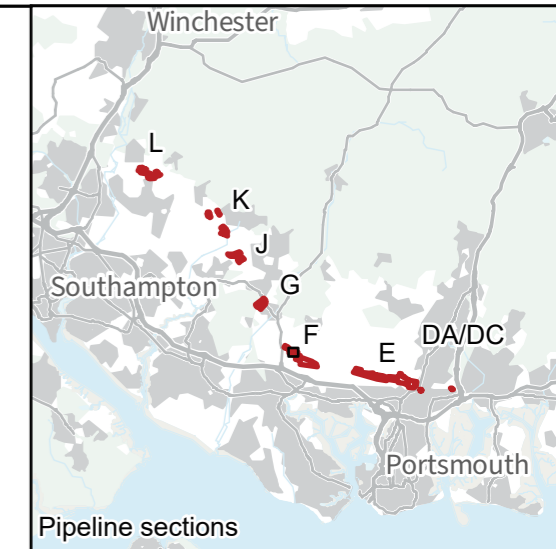 Winchester
L
K
J
Southampton
G
F
E
DA/DC
Portsmouth
Pipeline sections